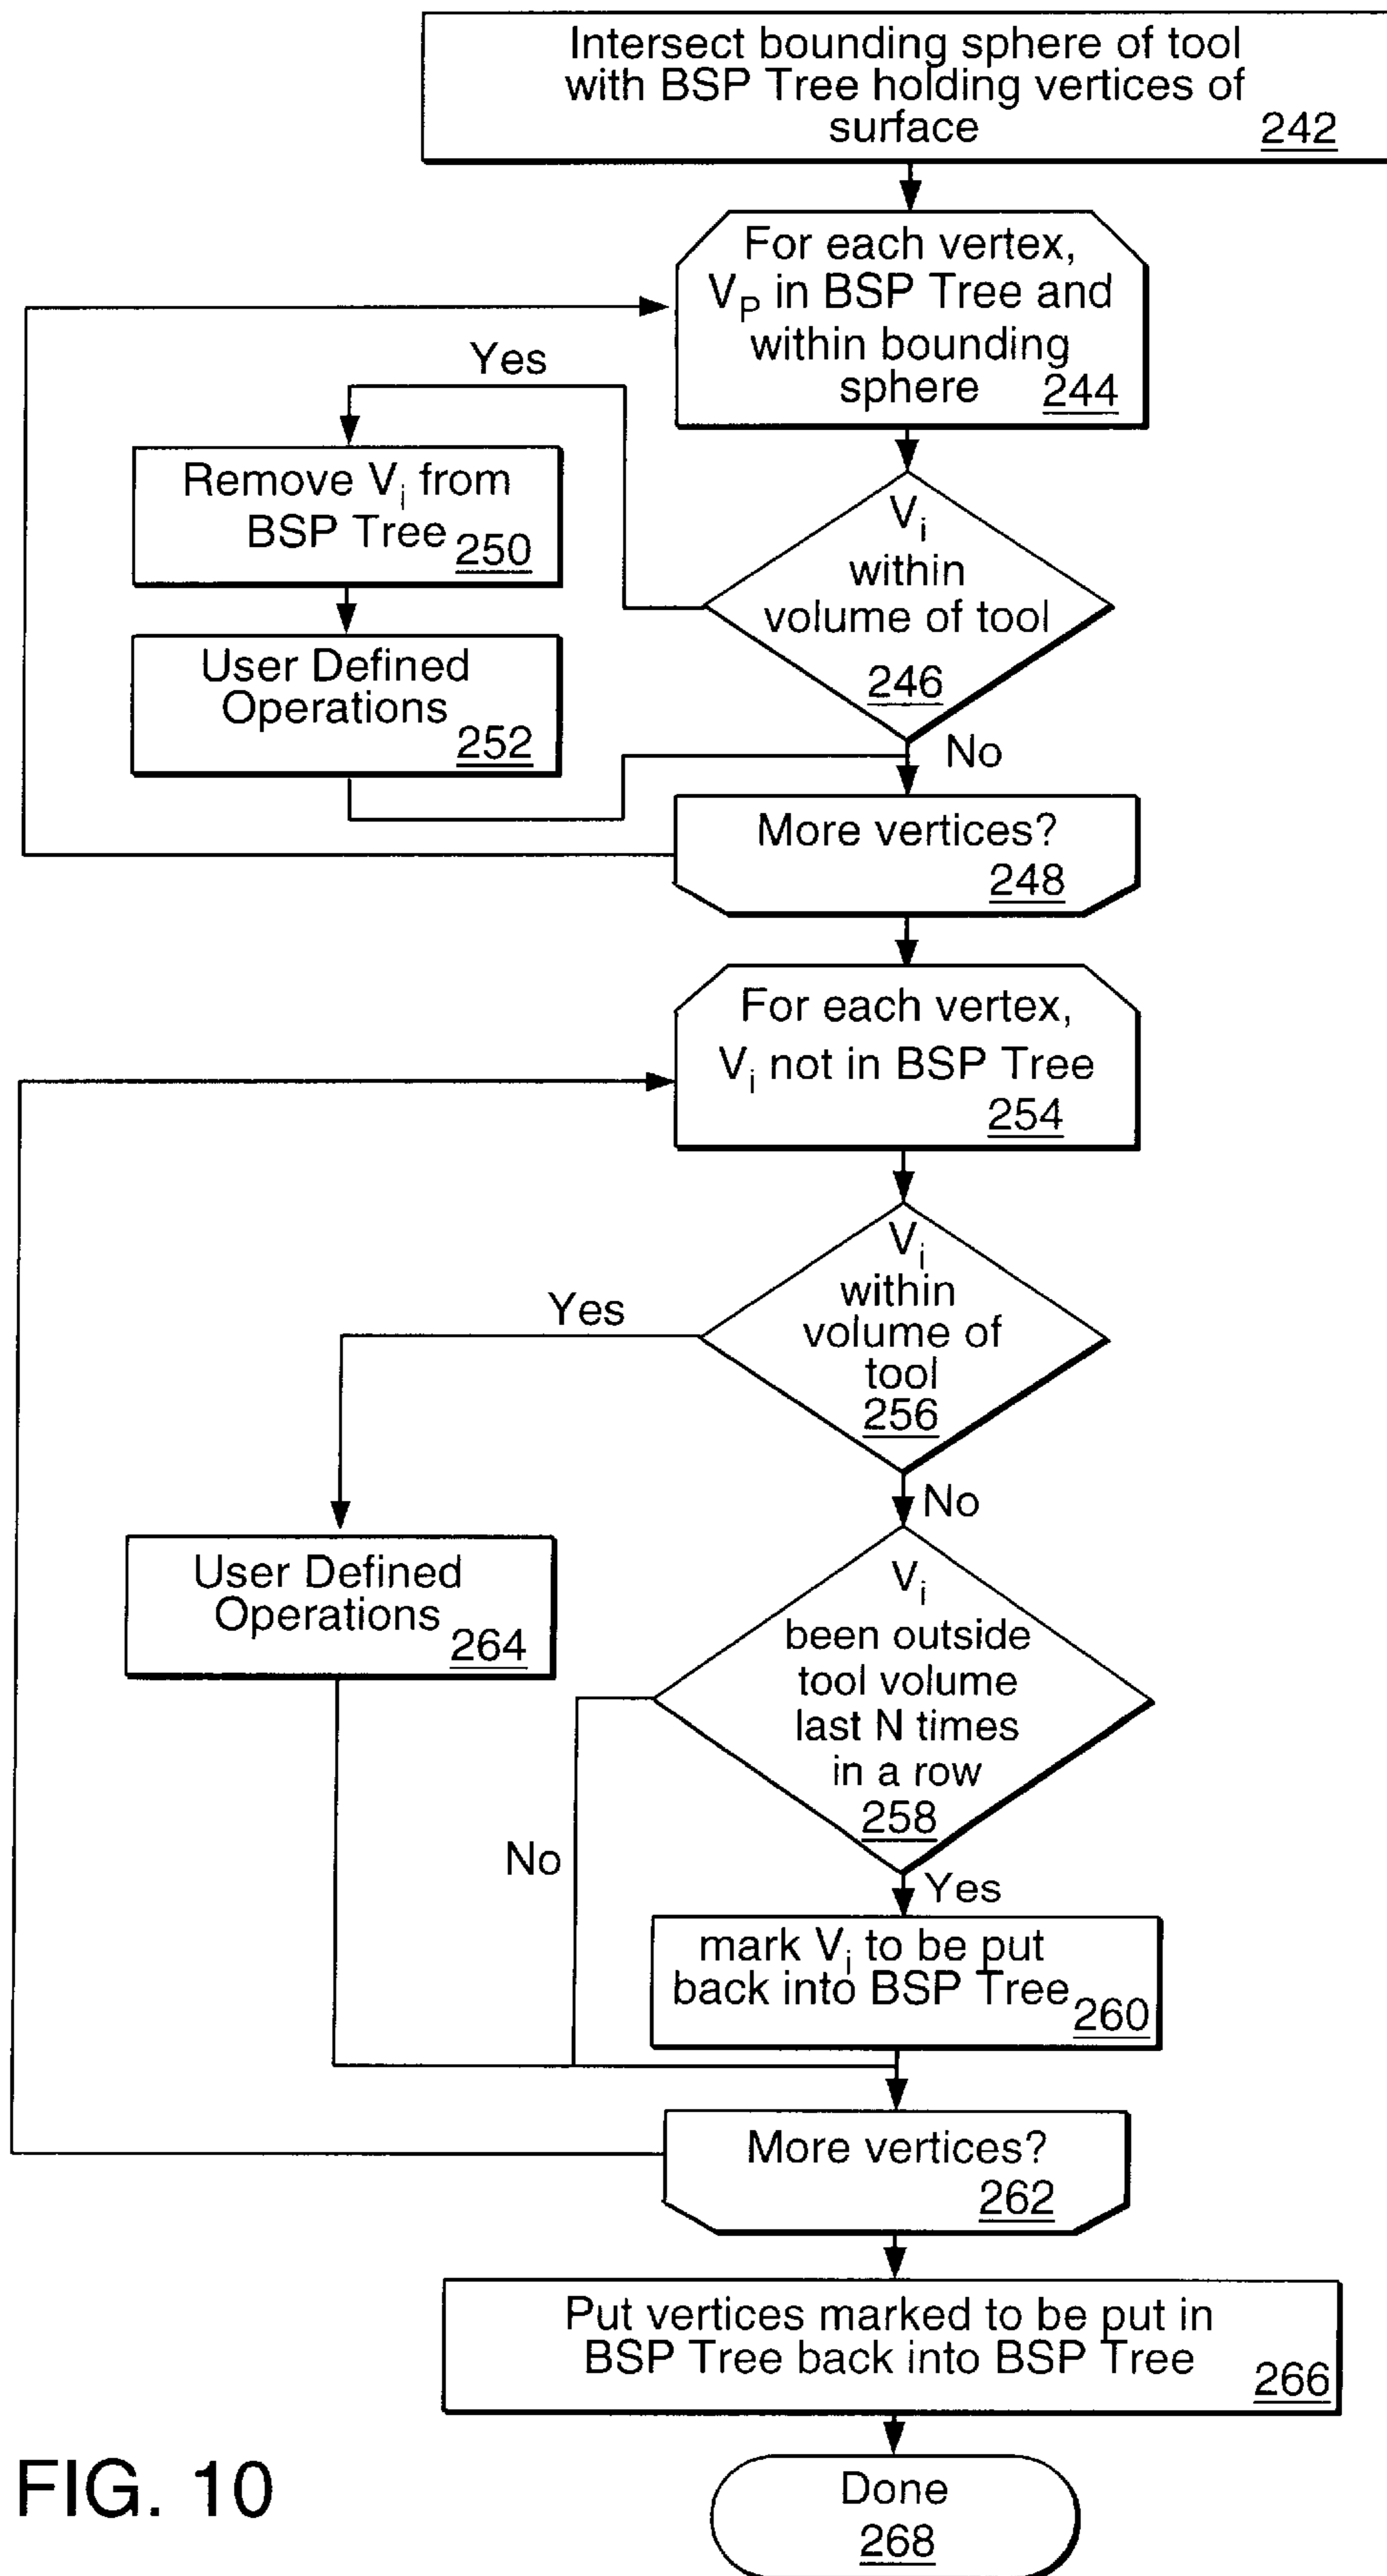 Intersect bounding sphere of tool
with BSP Tree holding vertices of
surface 242
For each vertex,
VP in BSP Tree and
within bounding
sphere 244
Yes
Remove Vi from
BSP Tree 250
Vi
within
volume of tool
246
User Defined
Operations 252
No
More vertices?
248
For each vertex,
Vi not in BSP Tree
254
Vi
within
volume of
tool
256
Yes
No
User Defined
Operations 264
Vi
been outside
tool volume
last N times
in a row
258
No
Yes
mark Vi to be put
back into BSP Tree 260
More vertices?
262
Put vertices marked to be put in
BSP Tree back into BSP Tree 266
Done
268
FIG. 10